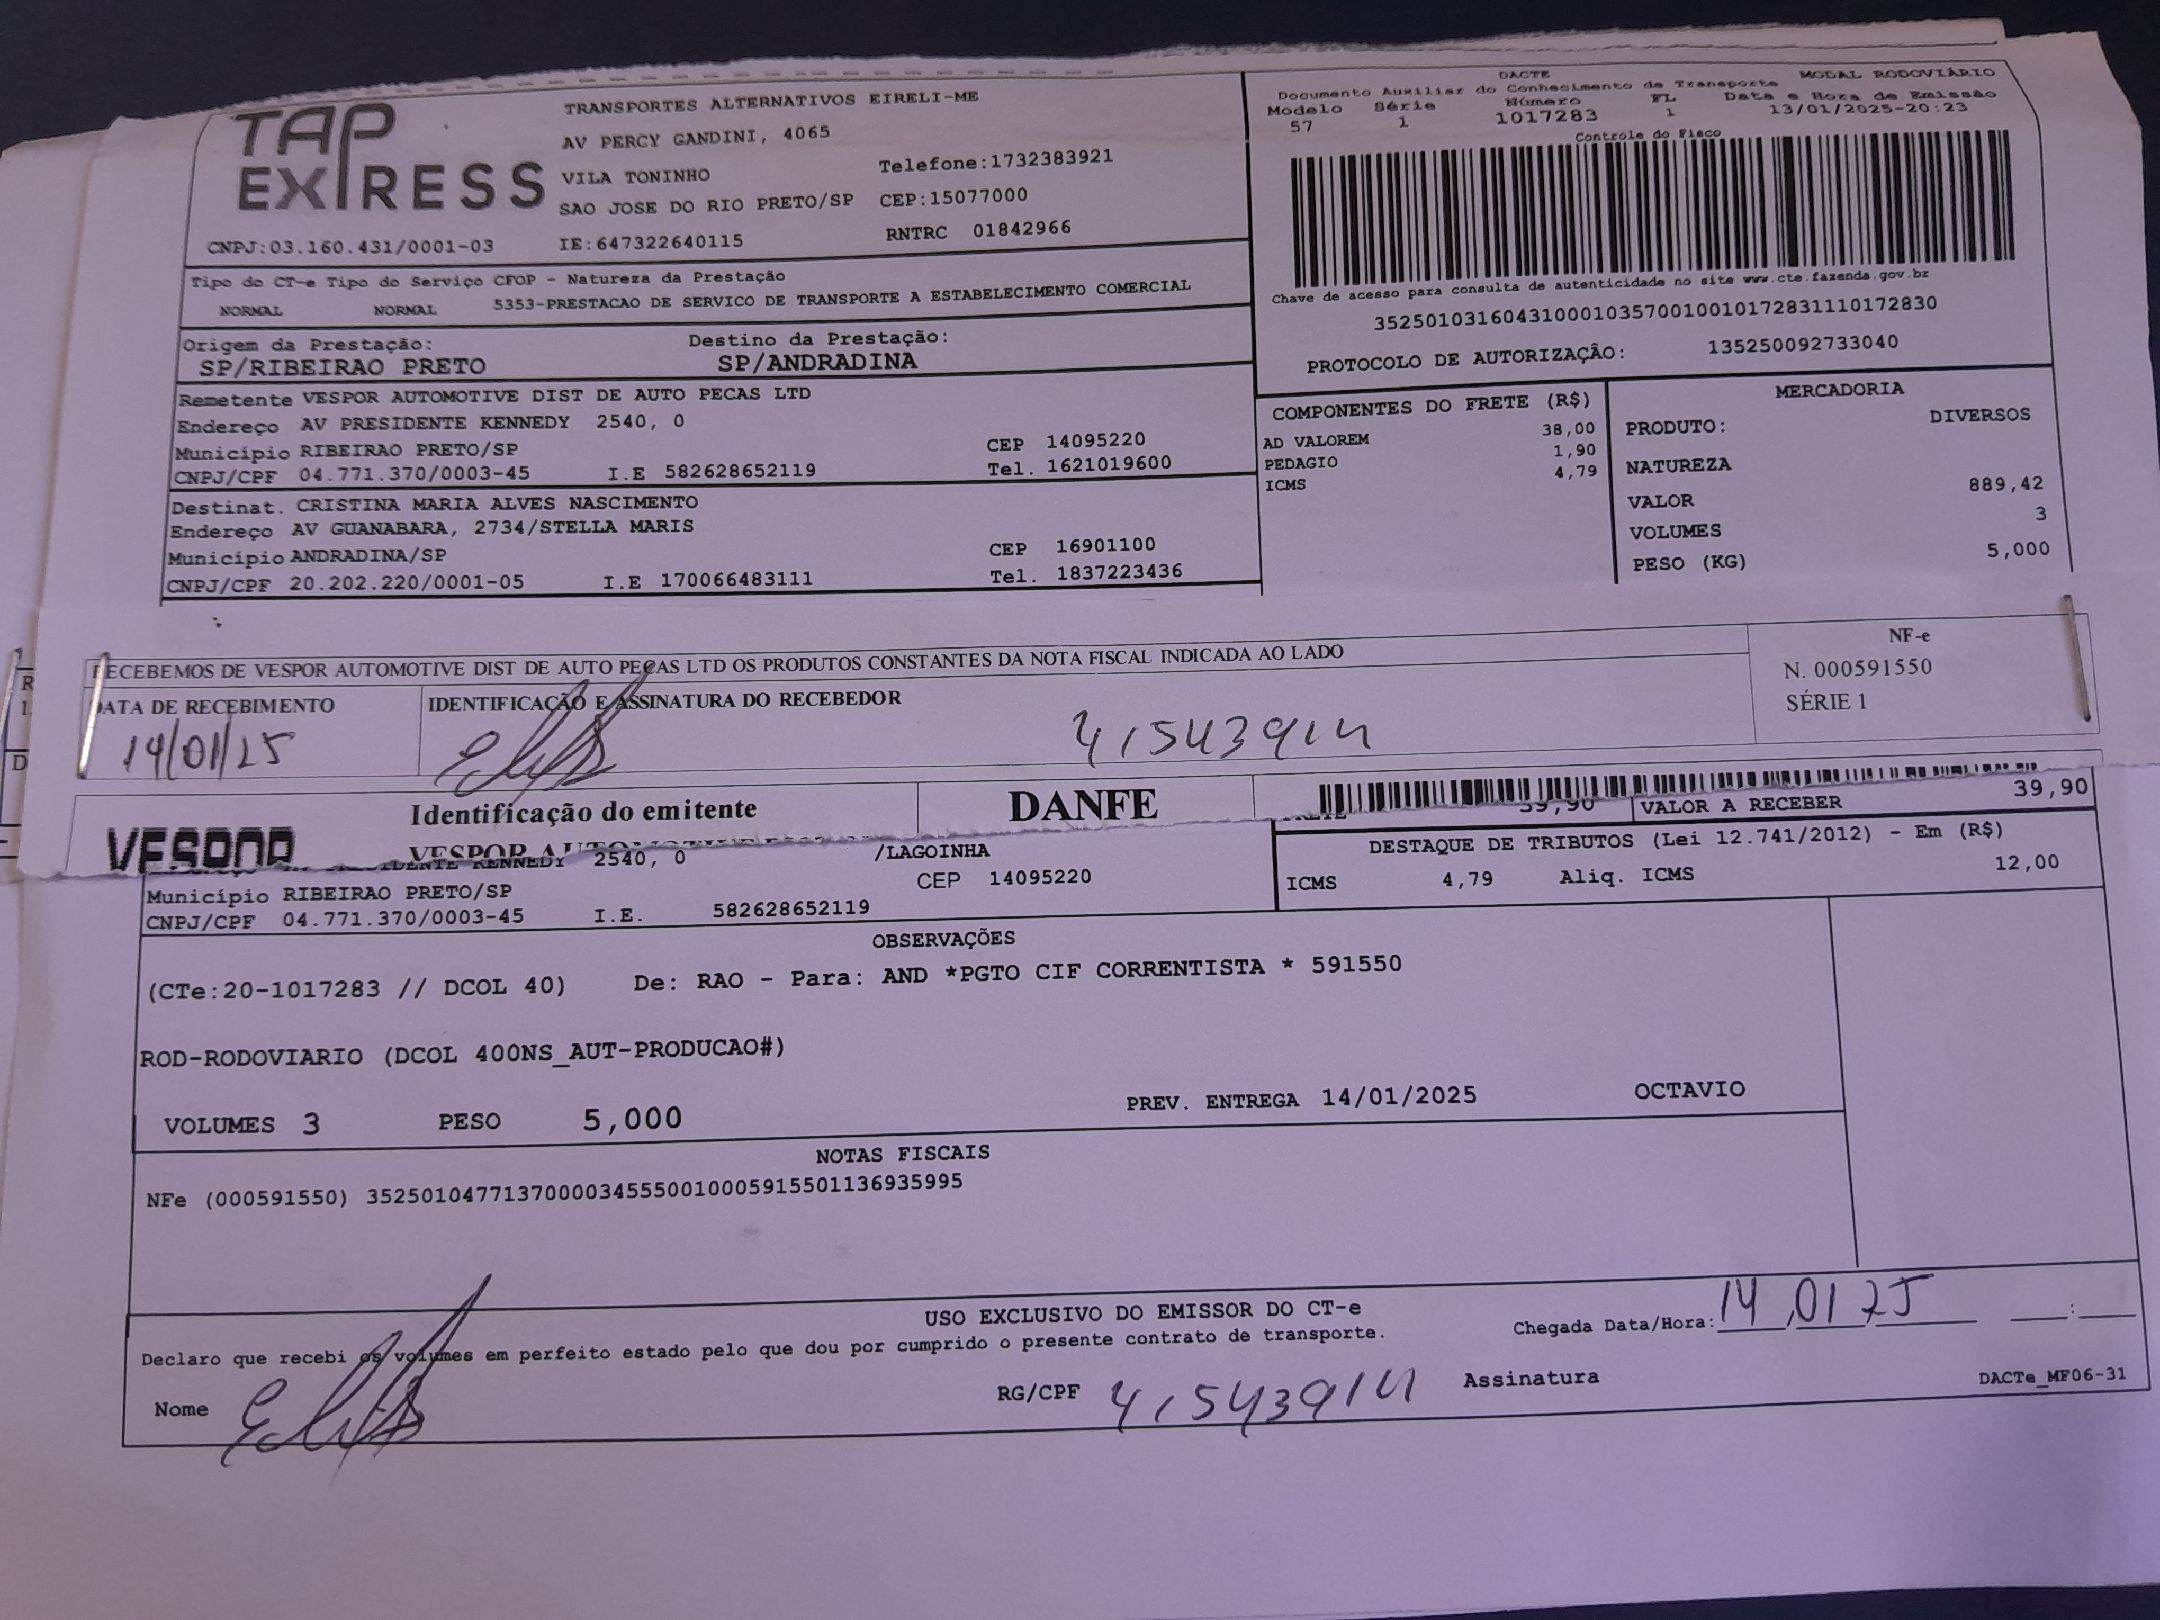 TAP EXPRESS
TRANSPORTES ALTERNATIVOS EIRELI-ME
AV PERCY GANDINI, 4065
VILA TONINHO Telefone:1732383921
SAO JOSE DO RIO PRETO/SP CEP:15077000
CNPJ:03.160.431/0001-03 IE:647322640115 RNTRC 01842966
DACTE MODAL RODOVIÁRIO
Documento Auxiliar do Conhecimento de Transporte
Modelo Série Número FL Data e Hora de Emissão
57 1 1017283 1 13/01/2025-20:23
Controle do Fisco
Chave de acesso para consulta de autenticidade no site www.cte.fazenda.gov.br
35250103160431000103570010010172831110172830
PROTOCOLO DE AUTORIZAÇÃO: 135250092733040
Tipo do CT-e Tipo do Serviço CFOP - Natureza da Prestação
NORMAL NORMAL 5353-PRESTACAO DE SERVICO DE TRANSPORTE A ESTABELECIMENTO COMERCIAL
Origem da Prestação: Destino da Prestação:
SP/RIBEIRAO PRETO SP/ANDRADINA
Remetente VESPOR AUTOMOTIVE DIST DE AUTO PECAS LTD
Endereço AV PRESIDENTE KENNEDY 2540, 0
Município RIBEIRAO PRETO/SP CEP 14095220
CNPJ/CPF 04.771.370/0003-45 I.E 582628652119 Tel. 1621019600
Destinat. CRISTINA MARIA ALVES NASCIMENTO
Endereço AV GUANABARA, 2734/STELLA MARIS
Município ANDRADINA/SP CEP 16901100
CNPJ/CPF 20.202.220/0001-05 I.E 170066483111 Tel. 1837223436
COMPONENTES DO FRETE (R$)
AD VALOREM 38,00
PEDAGIO 1,90
ICMS 4,79
MERCADORIA
PRODUTO: DIVERSOS
NATUREZA
VALOR 889,42
VOLUMES 3
PESO (KG) 5,000
RECEBEMOS DE VESPOR AUTOMOTIVE DIST DE AUTO PEÇAS LTD OS PRODUTOS CONSTANTES DA NOTA FISCAL INDICADA AO LADO
NF-e
N. 000591550
SÉRIE 1
DATA DE RECEBIMENTO IDENTIFICAÇÃO E ASSINATURA DO RECEBEDOR
14/01/25 41543914
Identificação do emitente DANFE
VESPOR VESPOR
39,90 VALOR A RECEBER 39,90
KENNEDY 2540, 0 /LAGOINHA
Município RIBEIRAO PRETO/SP CEP 14095220
CNPJ/CPF 04.771.370/0003-45 I.E. 582628652119
DESTAQUE DE TRIBUTOS (Lei 12.741/2012) - Em (R$)
ICMS 4,79 Aliq. ICMS 12,00
OBSERVAÇÕES
(CTe:20-1017283 // DCOL 40) De: RAO - Para: AND *PGTO CIF CORRENTISTA * 591550
ROD-RODOVIARIO (DCOL 400NS_AUT-PRODUCAO#)
VOLUMES 3 PESO 5,000 PREV. ENTREGA 14/01/2025 OCTAVIO
NOTAS FISCAIS
NFe (000591550) 35250104771370000345550010005915501136935995
USO EXCLUSIVO DO EMISSOR DO CT-e
Declaro que recebi os volumes em perfeito estado pelo que dou por cumprido o presente contrato de transporte.
Chegada Data/Hora: 14 01 25 :
Nome RG/CPF 41543914 Assinatura DACTe_MF06-31